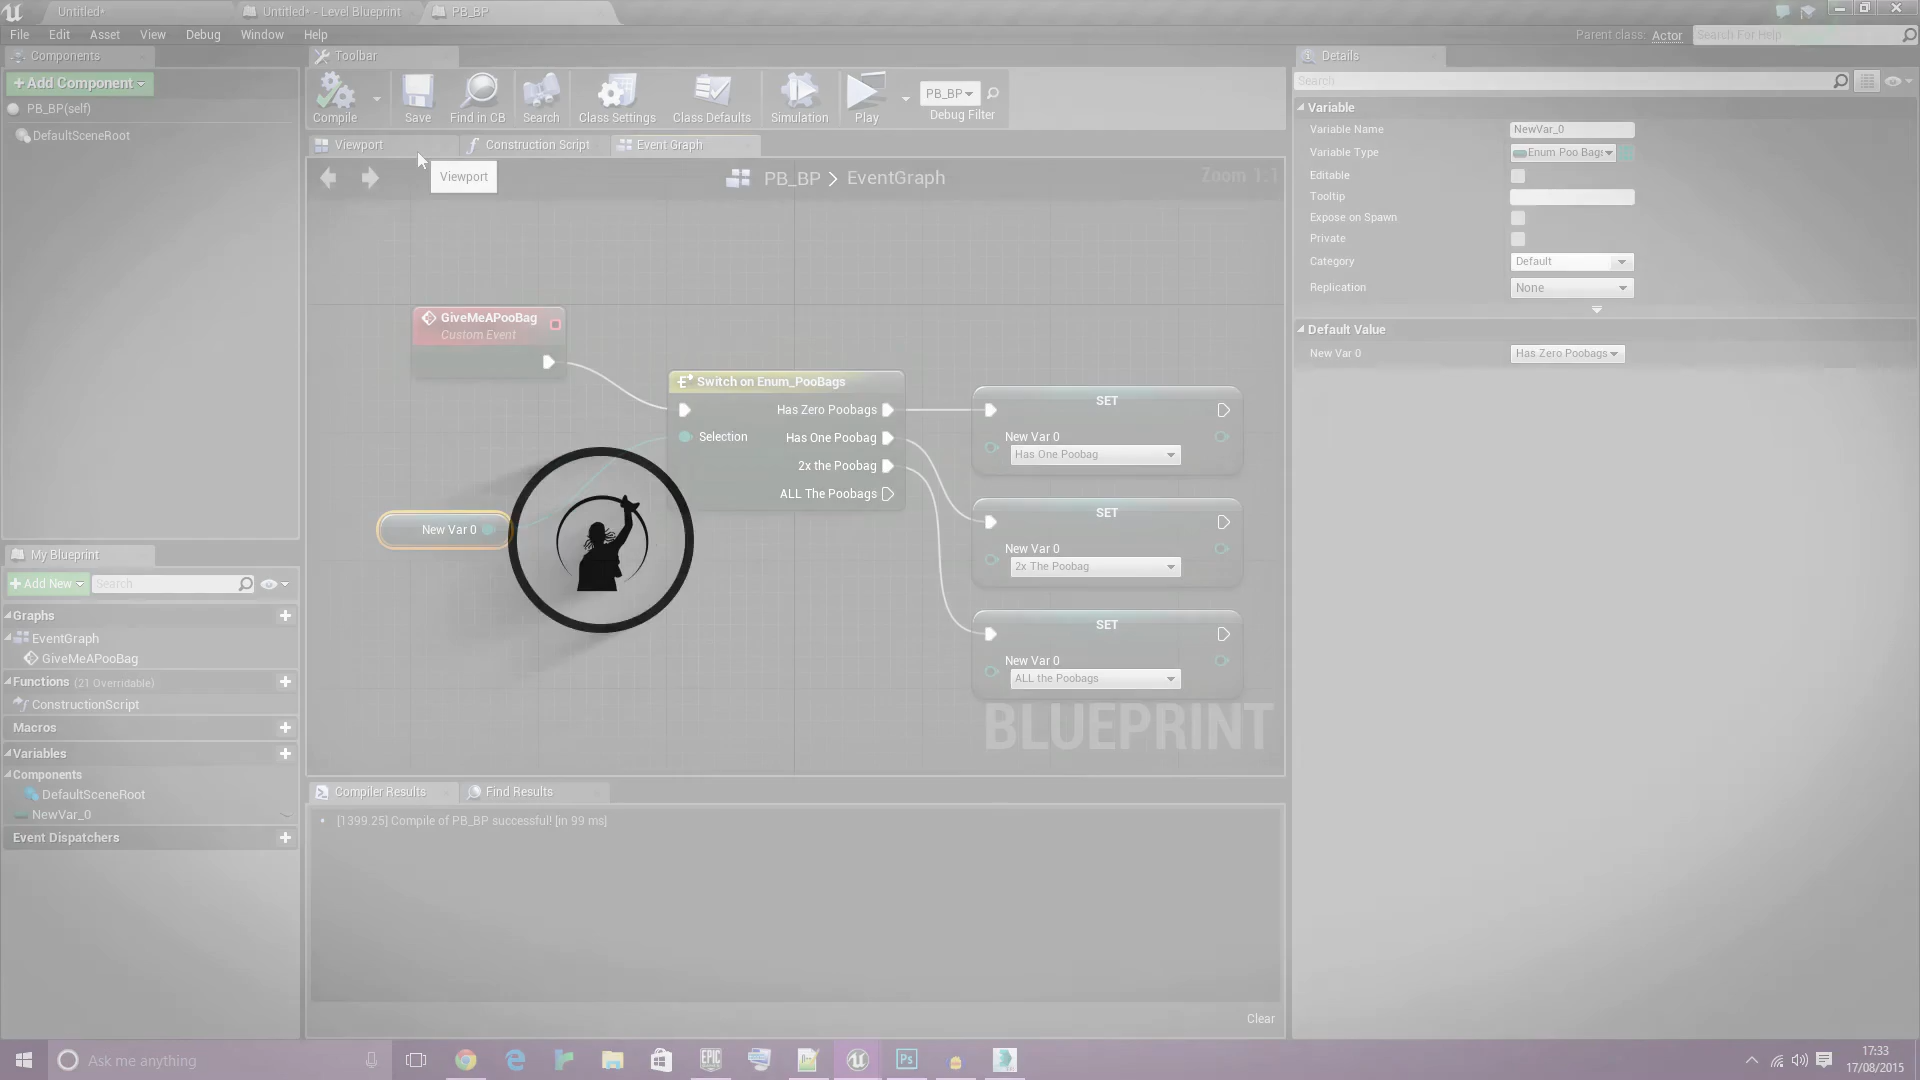 Untitled*
Untitled* - Level Blueprint
PB_BP
File Edit Asset View Debug Window Help
Parent class: Actor
Search For Help
Components
+ Add Component
PB_BP(self)
DefaultSceneRoot
Toolbar
Compile
Save
Find in CB
Search
Class Settings
Class Defaults
Simulation
Play
PB_BP
Debug Filter
Viewport
Construction Script
Event Graph
Viewport
PB_BP > EventGraph
Zoom 1:1
GiveMeAPooBag
Custom Event
Switch on Enum_PooBags
Has Zero Poobags
Selection
Has One Poobag
2x the Poobag
ALL The Poobags
New Var 0
SET
New Var 0
Has One Poobag
SET
New Var 0
2x The Poobag
SET
New Var 0
ALL the Poobags
BLUEPRINT
My Blueprint
+ Add New
Search
Graphs
EventGraph
GiveMeAPooBag
Functions (21 Overridable)
ConstructionScript
Macros
Variables
Components
DefaultSceneRoot
NewVar_0
Event Dispatchers
Compiler Results
Find Results
[1399.25] Compile of PB_BP successful! [in 99 ms]
Clear
Details
Search
Variable
Variable Name NewVar_0
Variable Type Enum Poo Bags
Editable
Tooltip
Expose on Spawn
Private
Category Default
Replication None
Default Value
New Var 0 Has Zero Poobags
Ask me anything
EPIC
Ps
17:33
17/08/2015